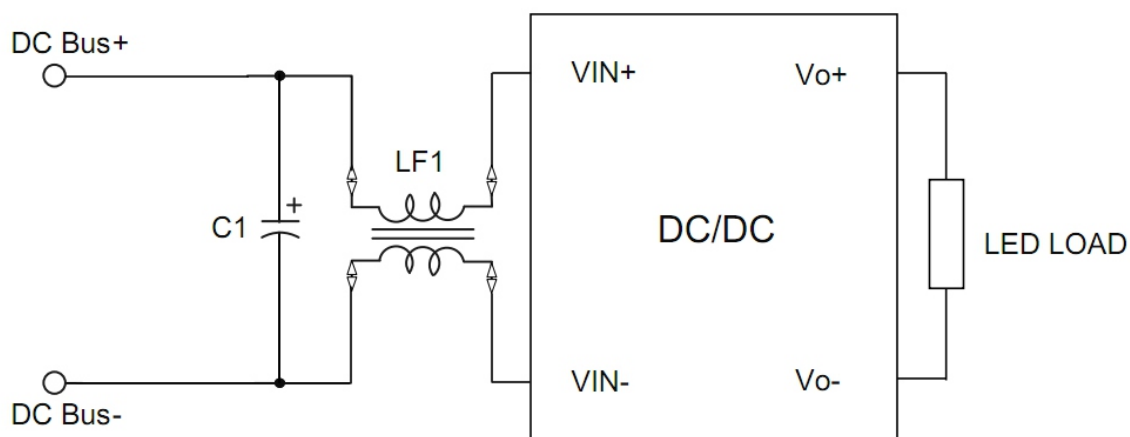 DC Bus+
VIN+
Vo+
LF1
+
C1
DC/DC
LED LOAD
VIN-
Vo-
DC Bus-